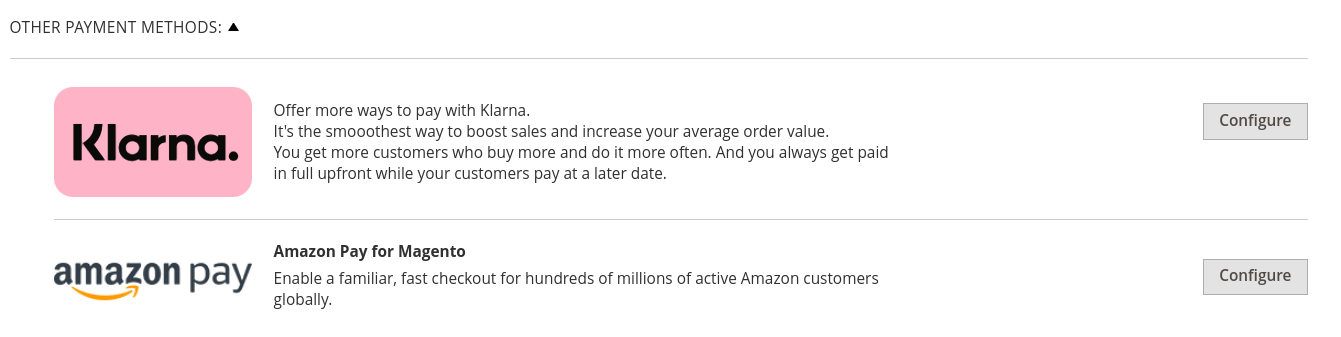 OTHER PAYMENT METHODS:
Klarna.
Offer more ways to pay with Klarna.
It's the smooothest way to boost sales and increase your average order value.
You get more customers who buy more and do it more often. And you always get paid
in full upfront while your customers pay at a later date.
Configure
amazon pay
Amazon Pay for Magento
Enable a familiar, fast checkout for hundreds of millions of active Amazon customers
globally.
Configure